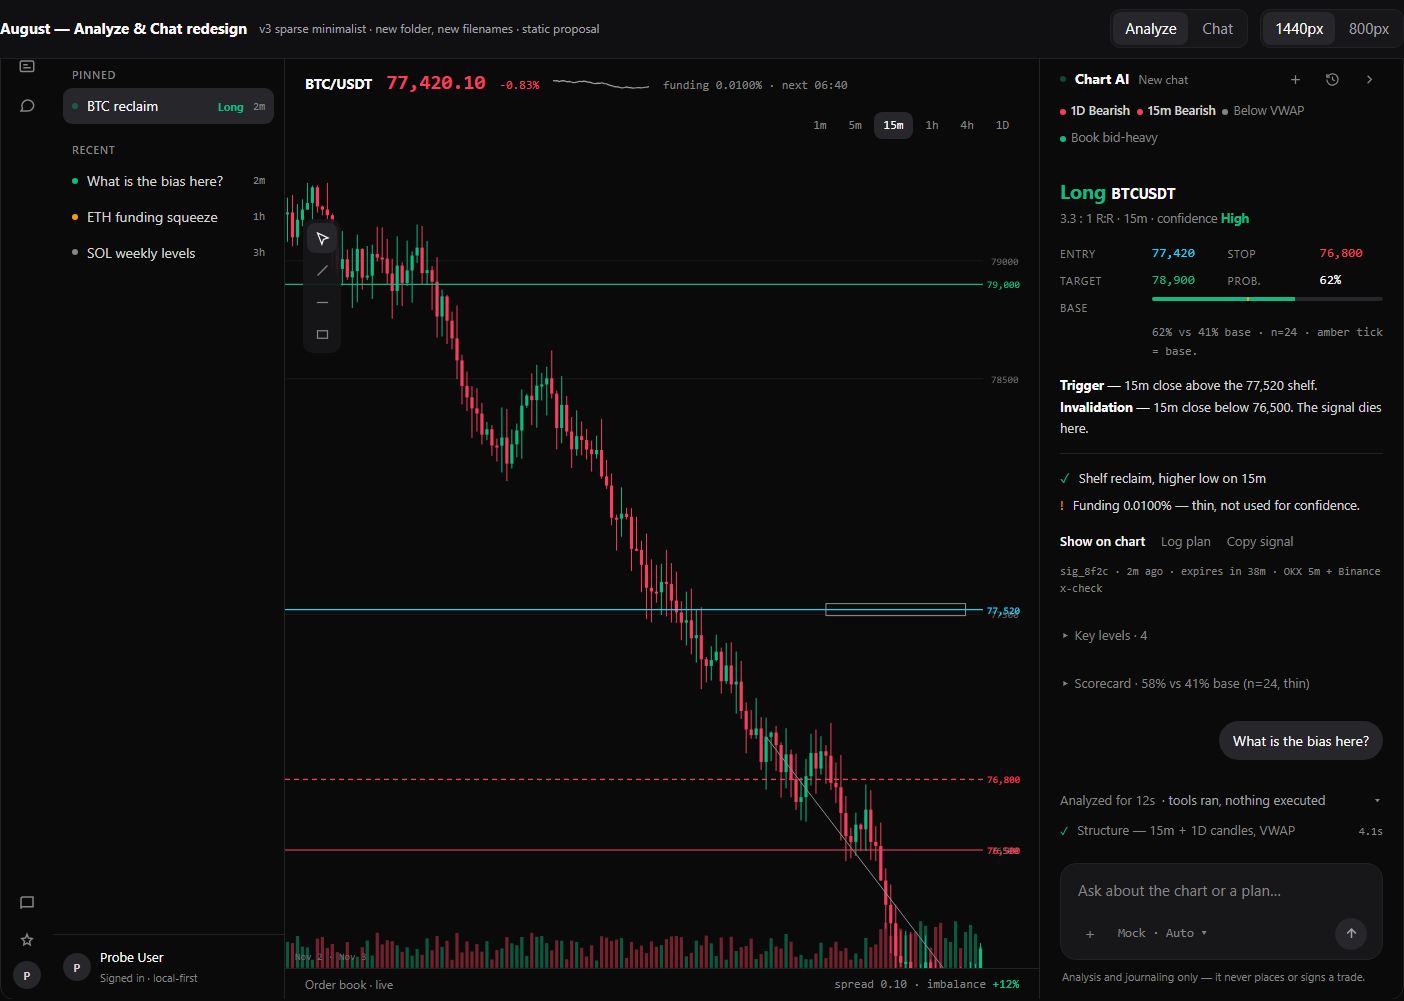 August — Analyze & Chat redesign v3 sparse minimalist · new folder, new filenames · static proposal
Analyze Chat 1440px 800px
PINNED
BTC reclaim Long 2m
RECENT
What is the bias here? 2m
ETH funding squeeze 1h
SOL weekly levels 3h
P
P Probe User
Signed in · local-first
BTC/USDT 77,420.10 -0.83% funding 0.0100% · next 06:40
1m 5m 15m 1h 4h 1D
79000
79,000
78500
77,520
76,800
76,500
Nov 2 · Nov 3
Order book · live spread 0.10 · imbalance +12%
Chart AI New chat
1D Bearish 15m Bearish Below VWAP
Book bid-heavy
Long BTCUSDT
3.3 : 1 R:R · 15m · confidence High
ENTRY 77,420 STOP 76,800
TARGET 78,900 PROB. 62%
BASE
62% vs 41% base · n=24 · amber tick
= base.
Trigger — 15m close above the 77,520 shelf.
Invalidation — 15m close below 76,500. The signal dies
here.
✓ Shelf reclaim, higher low on 15m
! Funding 0.0100% — thin, not used for confidence.
Show on chart Log plan Copy signal
sig_8f2c · 2m ago · expires in 38m · OKX 5m + Binance
x-check
Key levels · 4
Scorecard · 58% vs 41% base (n=24, thin)
What is the bias here?
Analyzed for 12s · tools ran, nothing executed
✓ Structure — 15m + 1D candles, VWAP 4.1s
Ask about the chart or a plan...
+ Mock · Auto
Analysis and journaling only — it never places or signs a trade.